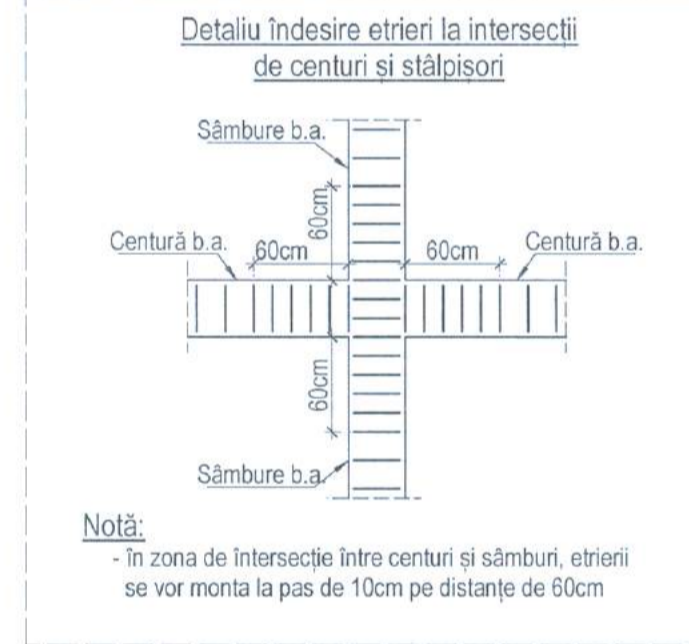 Detaliu îndesire etrieri la intersecții
de centuri și stâlpișori
Sâmbure b.a.
60cm
Centură b.a.
60cm
60cm
Centură b.a.
60cm
Sâmbure b.a.
Notă:
- în zona de întersecție între centuri și sâmburi, etrierii
se vor monta la pas de 10cm pe distanțe de 60cm